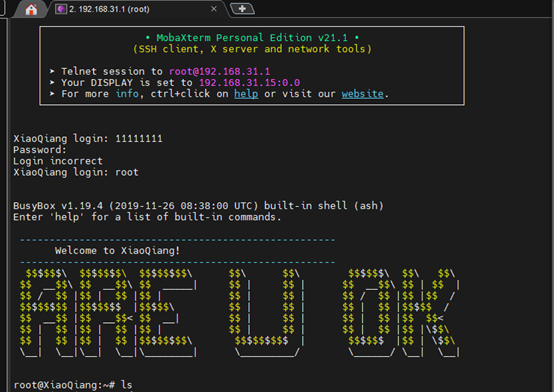 2. 192.168.31.1 (root)
• MobaXterm Personal Edition v21.1 •
(SSH client, X server and network tools)
➤ Telnet session to root@192.168.31.1
➤ Your DISPLAY is set to 192.168.31.15:0.0
➤ For more info, ctrl+click on help or visit our website.
XiaoQiang login: 11111111
Password:
Login incorrect
XiaoQiang login: root
BusyBox v1.19.4 (2019-11-26 08:38:00 UTC) built-in shell (ash)
Enter 'help' for a list of built-in commands.
-----------------------------------------------------
Welcome to XiaoQiang!
-----------------------------------------------------
ARE U OK
root@XiaoQiang:~# ls